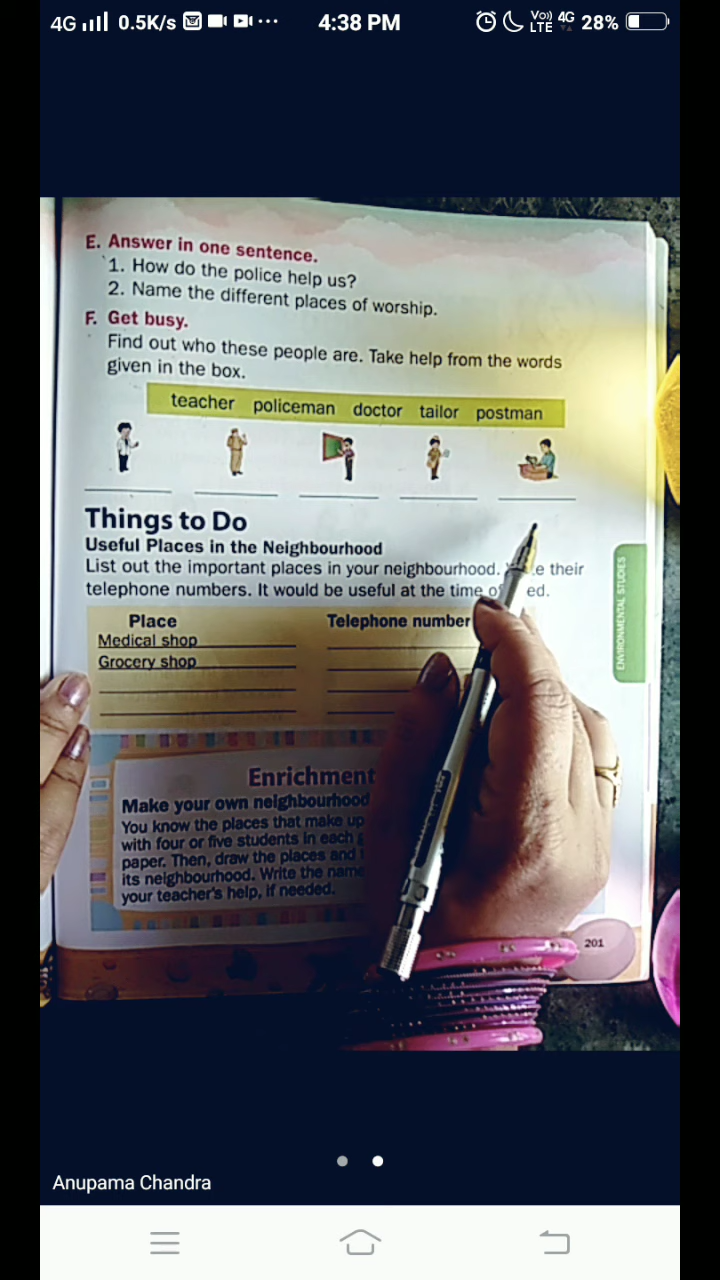 4G 0.5K/s ... 4:38 PM Vo) LTE 4G 28%
E. Answer in one sentence.
1. How do the police help us?
2. Name the different places of worship.
F. Get busy.
Find out who these people are. Take help from the words
given in the box.
teacher policeman doctor tailor postman
Things to Do
Useful Places in the Neighbourhood
List out the important places in your neighbourhood. their
telephone numbers. It would be useful at the time
Place Telephone number
Medical shop
Grocery shop
ENVIRONMENTAL STUDIES
Enrichment
Make your own neighbourhood
You know the places that make up
with four or five students in each
paper. Then, draw the places and
its neighbourhood. Write the name
your teacher's help, if needed.
201
Anupama Chandra